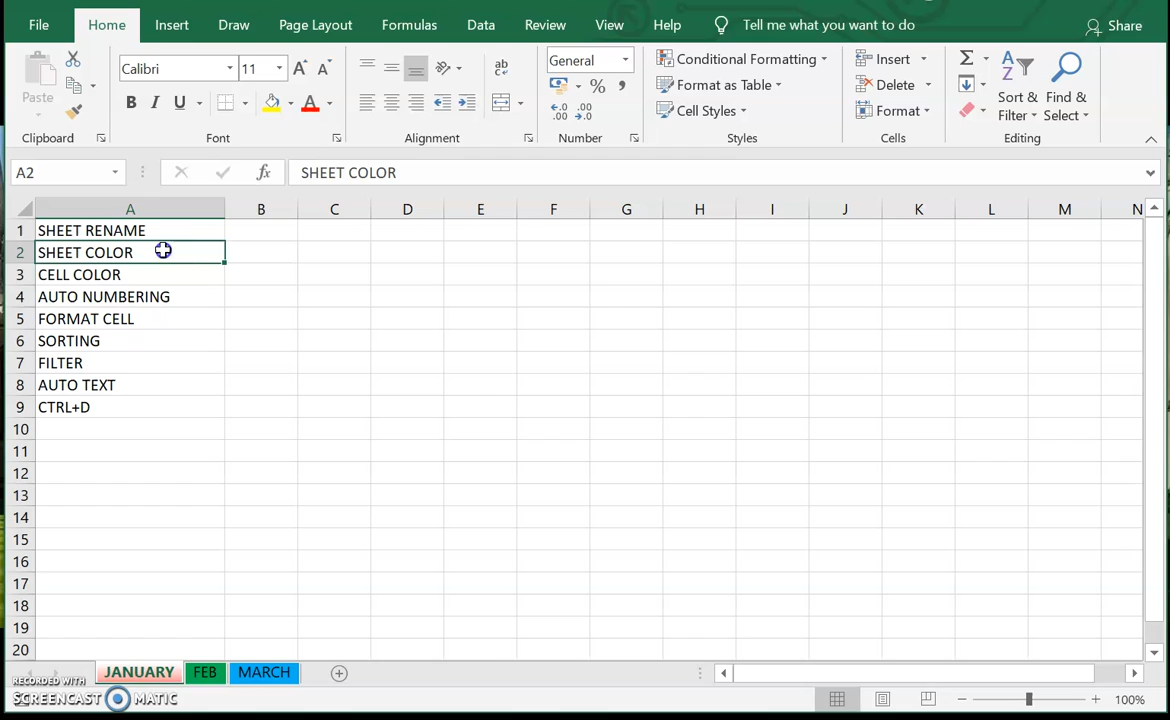 File Home Insert Draw Page Layout Formulas Data Review View Help Tell me what you want to do Share
Paste
Calibri 11
B I U
ab
c
General
% ,
Conditional Formatting
Format as Table
Cell Styles
Insert
Delete
Format
Σ
Sort & Filter
Find & Select
Clipboard Font Alignment Number Styles Cells Editing
A2 fx SHEET COLOR
A B C D E F G H I J K L M N
1 SHEET RENAME
2 SHEET COLOR
3 CELL COLOR
4 AUTO NUMBERING
5 FORMAT CELL
6 SORTING
7 FILTER
8 AUTO TEXT
9 CTRL+D
10
11
12
13
14
15
16
17
18
19
20
JANUARY FEB MARCH
RECORDED WITH
SCREENCAST MATIC
100%